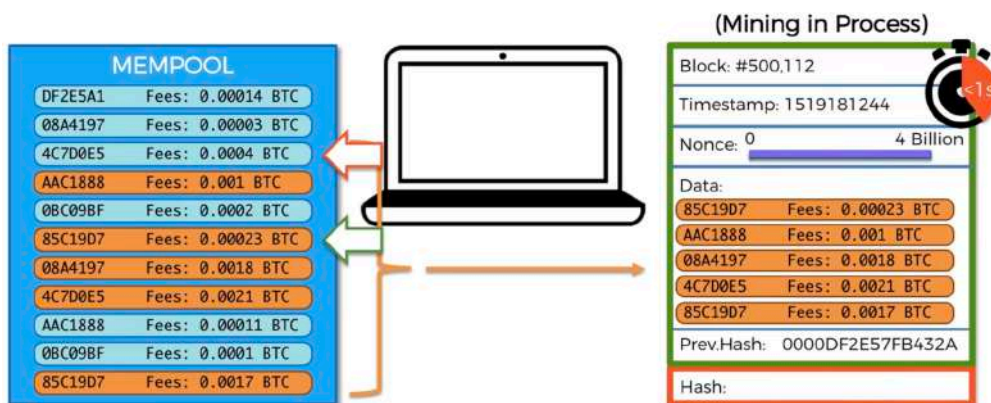 MEMPOOL
DF2E5A1 Fees: 0.00014 BTC
08A4197 Fees: 0.00003 BTC
4C7D0E5 Fees: 0.0004 BTC
AAC1888 Fees: 0.001 BTC
0BC09BF Fees: 0.0002 BTC
85C19D7 Fees: 0.00023 BTC
08A4197 Fees: 0.0018 BTC
4C7D0E5 Fees: 0.0021 BTC
AAC1888 Fees: 0.00011 BTC
0BC09BF Fees: 0.0001 BTC
85C19D7 Fees: 0.0017 BTC
(Mining in Process)
Block: #500,112
<1s
Timestamp: 1519181244
Nonce: 0 4 Billion
Data:
85C19D7 Fees: 0.00023 BTC
AAC1888 Fees: 0.001 BTC
08A4197 Fees: 0.0018 BTC
4C7D0E5 Fees: 0.0021 BTC
85C19D7 Fees: 0.0017 BTC
Prev.Hash: 0000DF2E57FB432A
Hash: